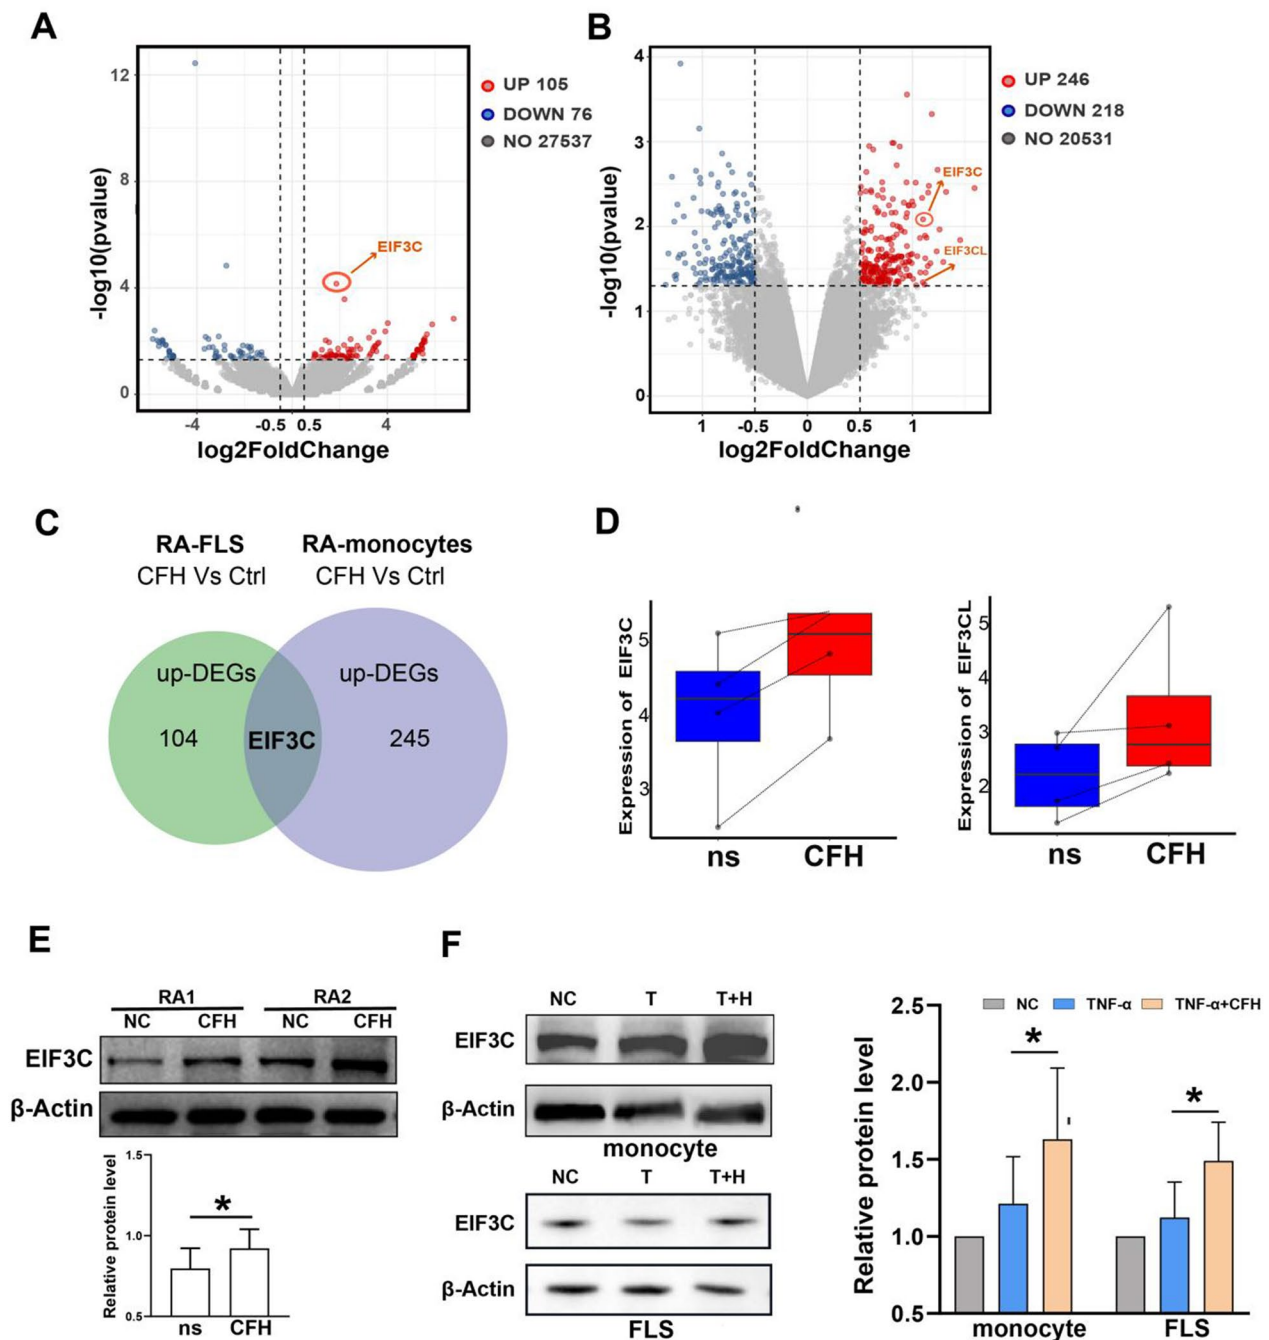 A
12
8
4
0
-log10(pvalue)
EIF3C
-4
-0.5
0.5
4
log2FoldChange
UP 105
DOWN 76
NO 27537
B
4
3
2
1
0
-log10(pvalue)
EIF3C
EIF3CL
1
-0.5
0
0.5
1
log2FoldChange
UP 246
DOWN 218
NO 20531
C
RA-FLS
CFH Vs Ctrl
RA-monocytes
CFH Vs Ctrl
up-DEGs
up-DEGs
104
EIF3C
245
D
Expression of EIF3C
5
4
3
ns
CFH
Expression of EIF3CL
5
4
3
2
ns
CFH
E
RA1
RA2
NC
CFH
NC
CFH
EIF3C
β-Actin
Relative protein level
1.5
1.0
0.5
*
ns
CFH
F
NC
T
T+H
EIF3C
β-Actin
monocyte
NC
T
T+H
EIF3C
β-Actin
FLS
Relative protein level
2.5
2.0
1.5
1.0
0.5
NC
TNF-α
TNF-α+CFH
*
*
monocyte
FLS